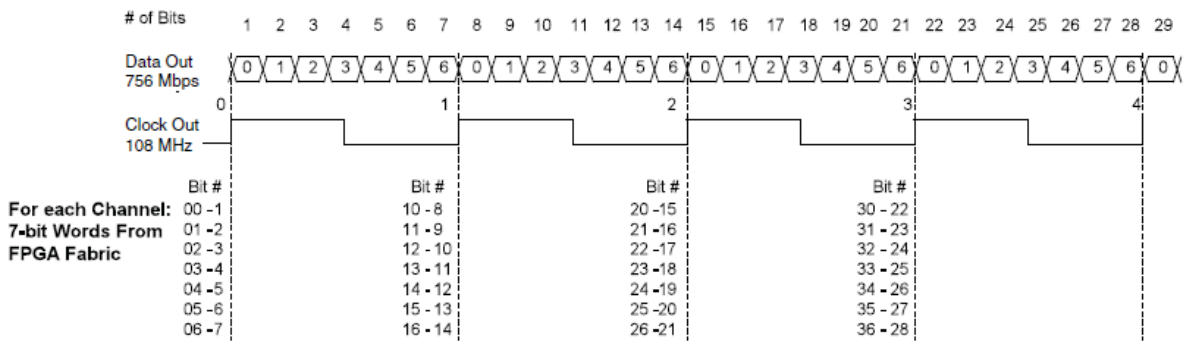 # of Bits 1 2 3 4 5 6 7 8 9 10 11 12 13 14 15 16 17 18 19 20 21 22 23 24 25 26 27 28 29
Data Out 0 1 2 3 4 5 6 0 1 2 3 4 5 6 0 1 2 3 4 5 6 0 1 2 3 4 5 6 0
756 Mbps
0 1 2 3 4
Clock Out
108 MHz
Bit # Bit # Bit # Bit #
For each Channel: 00 -1 10 - 8 20 -15 30 - 22
7-bit Words From 01 -2 11 - 9 21 -16 31 - 23
FPGA Fabric 02 -3 12 - 10 22 -17 32 - 24
03 -4 13 - 11 23 -18 33 - 25
04 -5 14 - 12 24 -19 34 - 26
05 -6 15 - 13 25 -20 35 - 27
06 -7 16 - 14 26 -21 36 - 28